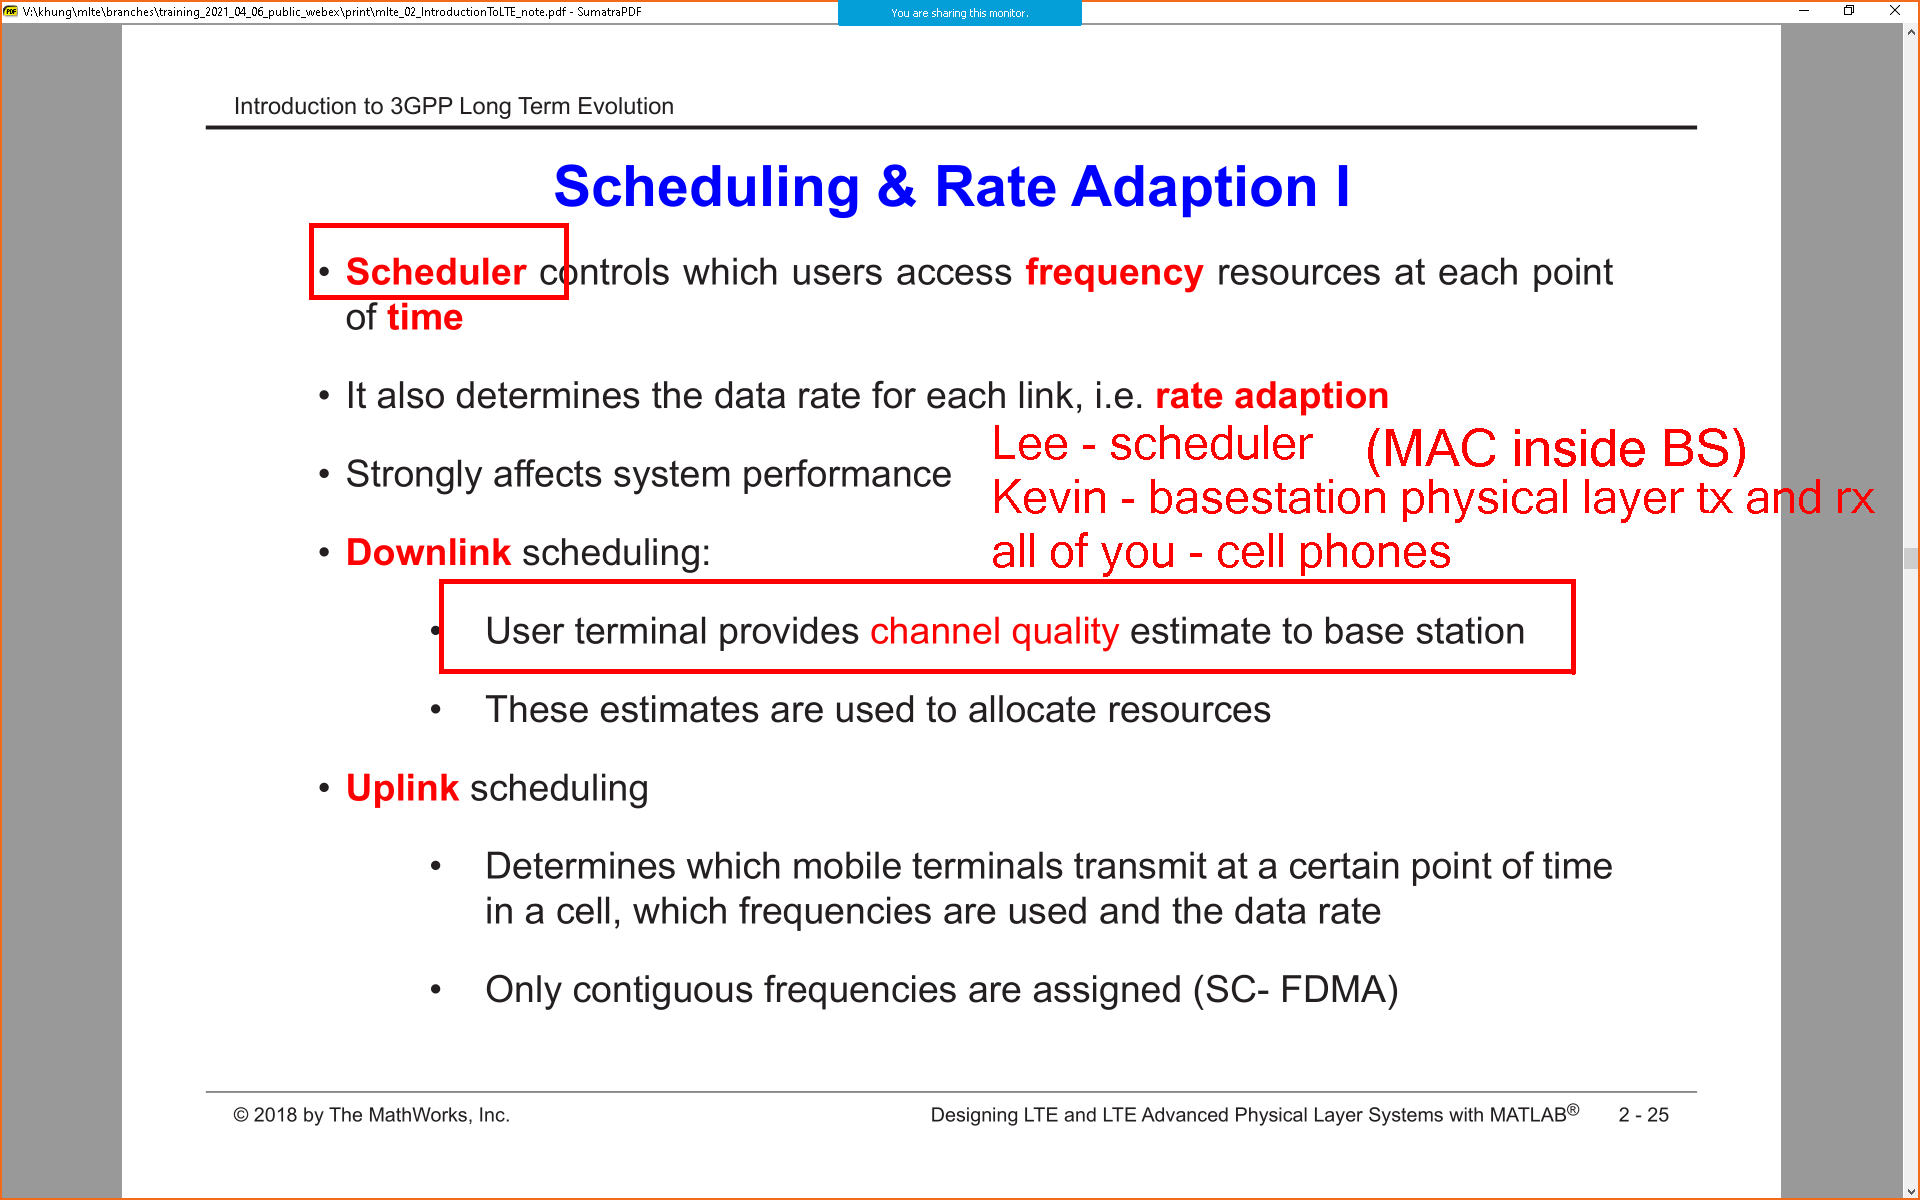 V:\khung\mlte\branches\training_2021_04_06_public_webex\print\mlte_02_IntroductionToLTE_note.pdf - SumatraPDF
You are sharing this monitor.
Introduction to 3GPP Long Term Evolution
Scheduling & Rate Adaption I
• Scheduler controls which users access frequency resources at each point
of time
• It also determines the data rate for each link, i.e. rate adaption
Lee - scheduler (MAC inside BS)
• Strongly affects system performance
Kevin - basestation physical layer tx and rx
• Downlink scheduling:
all of you - cell phones
• User terminal provides channel quality estimate to base station
• These estimates are used to allocate resources
• Uplink scheduling
• Determines which mobile terminals transmit at a certain point of time
in a cell, which frequencies are used and the data rate
• Only contiguous frequencies are assigned (SC- FDMA)
© 2018 by The MathWorks, Inc.
Designing LTE and LTE Advanced Physical Layer Systems with MATLAB® 2 - 25